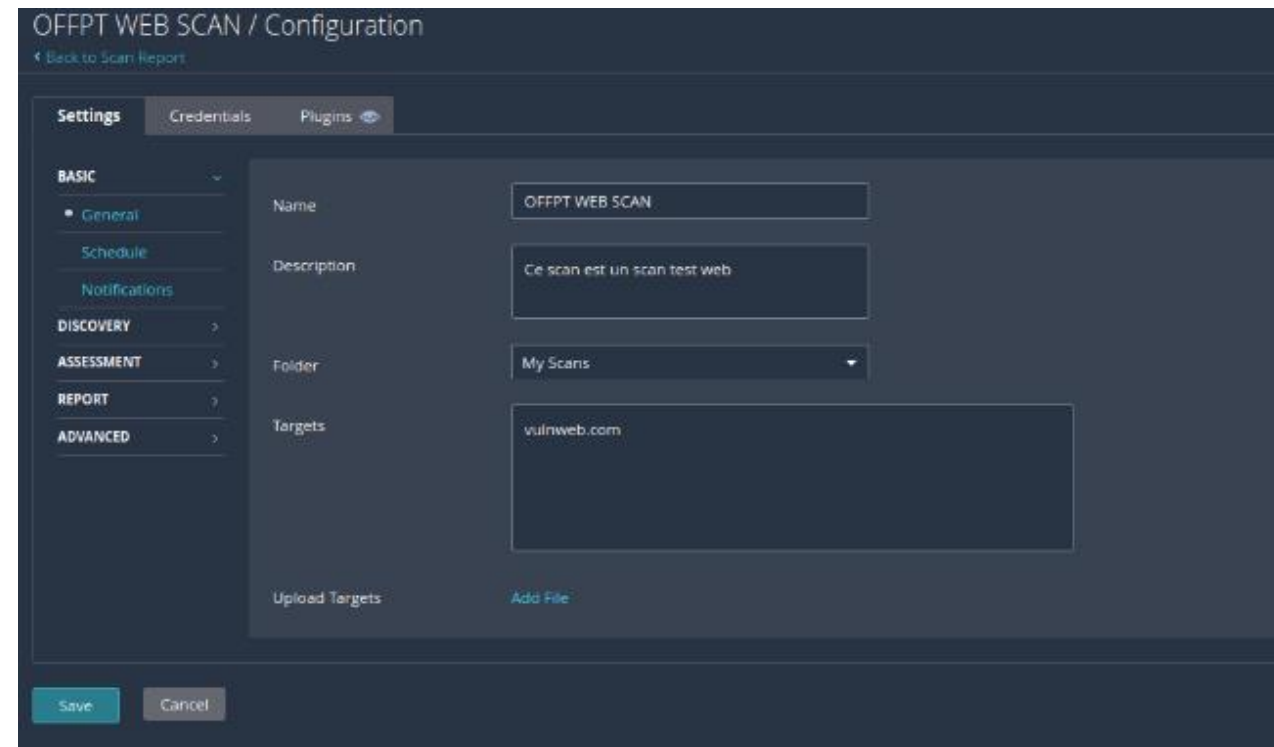 OFFPT WEB SCAN / Configuration
Back to Scan Report
Settings
Credentials
Plugins
BASIC
General
Schedule
Notifications
DISCOVERY
ASSESSMENT
REPORT
ADVANCED
Name
OFFPT WEB SCAN
Description
Ce scan est un scan test web
Folder
My Scans
Targets
vulnweb.com
Upload Targets
Add File
Save
Cancel